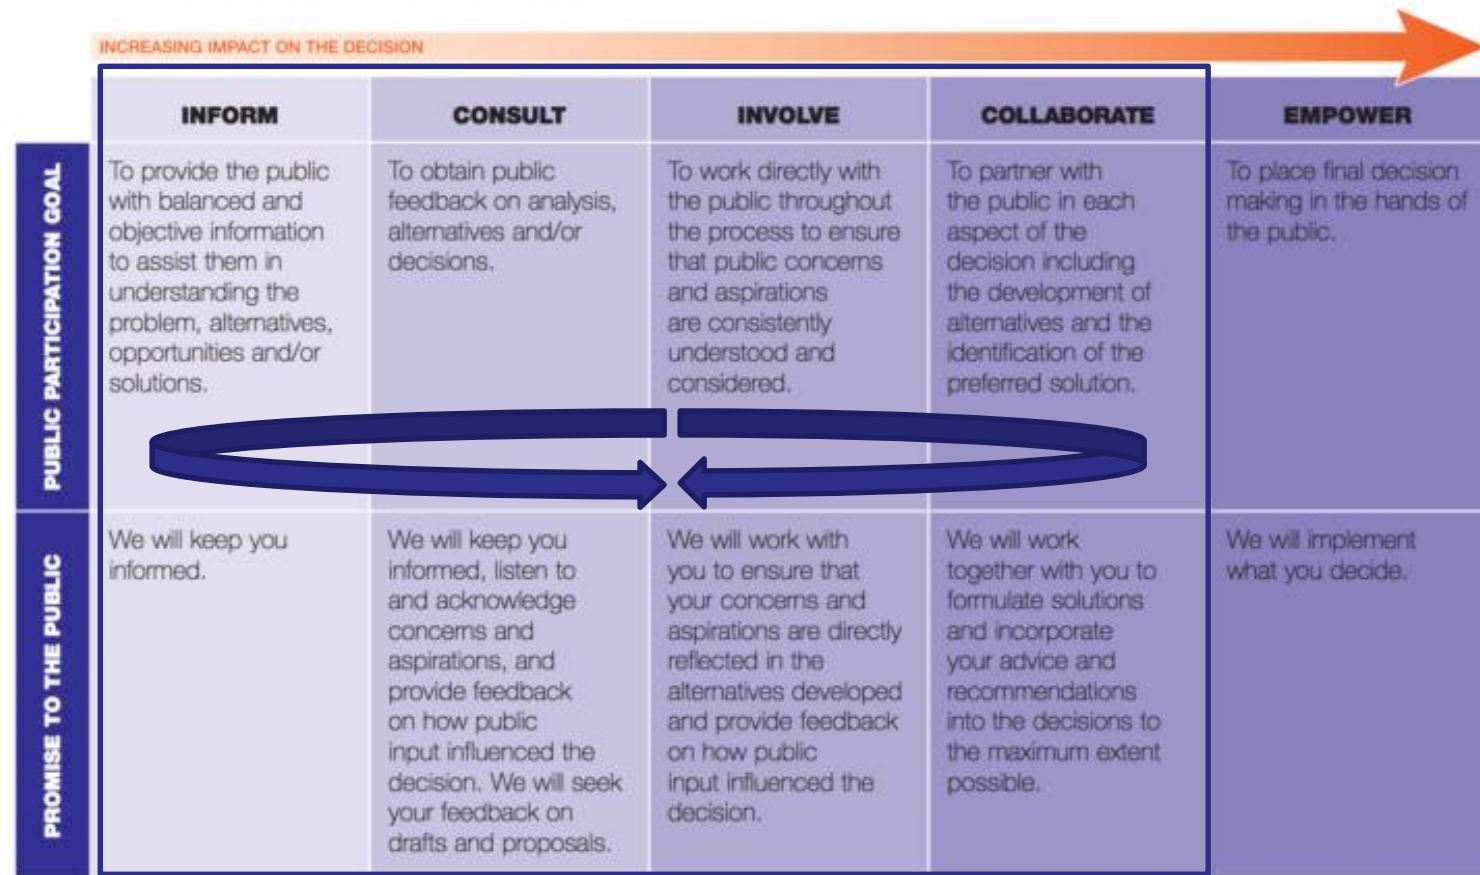 INCREASING IMPACT ON THE DECISION
INFORM
CONSULT
INVOLVE
COLLABORATE
EMPOWER
PUBLIC PARTICIPATION GOAL
To provide the public
with balanced and
objective information
to assist them in
understanding the
problem, alternatives,
opportunities and/or
solutions.
To obtain public
feedback on analysis,
alternatives and/or
decisions.
To work directly with
the public throughout
the process to ensure
that public concerns
and aspirations
are consistently
understood and
considered.
To partner with
the public in each
aspect of the
decision including
the development of
alternatives and the
identification of the
preferred solution.
To place final decision
making in the hands of
the public.
PROMISE TO THE PUBLIC
We will keep you
informed.
We will keep you
informed, listen to
and acknowledge
concerns and
aspirations, and
provide feedback
on how public
input influenced the
decision. We will seek
your feedback on
drafts and proposals.
We will work with
you to ensure that
your concerns and
aspirations are directly
reflected in the
alternatives developed
and provide feedback
on how public
input influenced the
decision.
We will work
together with you to
formulate solutions
and incorporate
your advice and
recommendations
into the decisions to
the maximum extent
possible.
We will implement
what you decide.